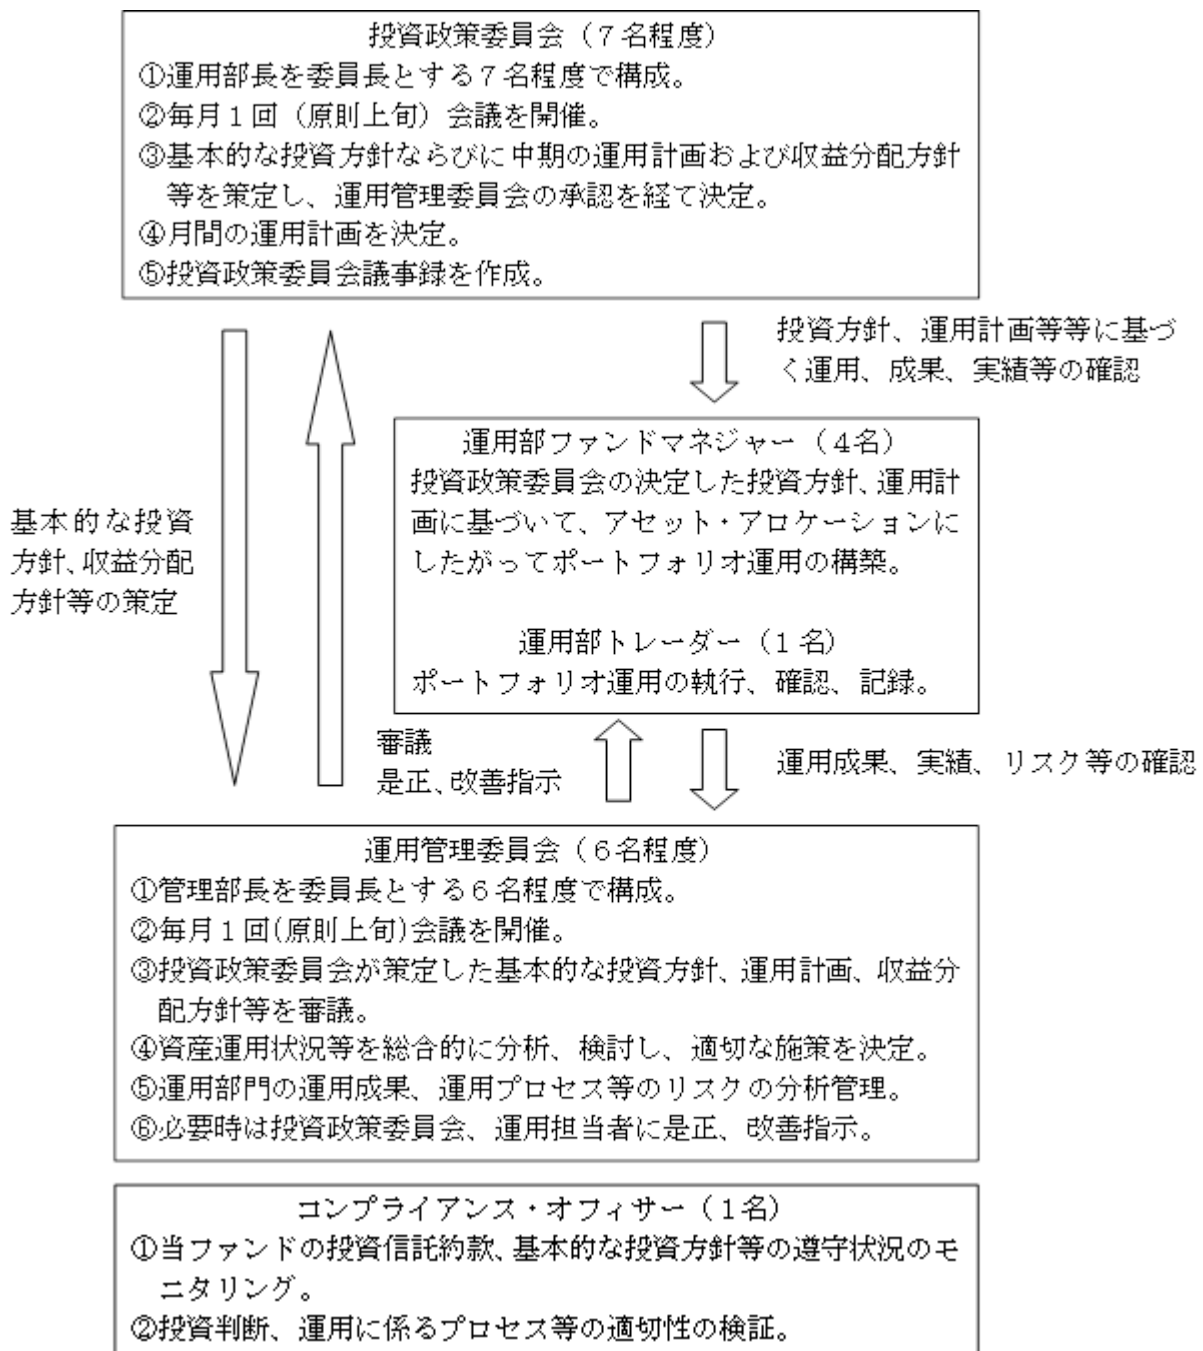 投資政策委員会（７名程度）
①運用部長を委員長とする７名程度で構成。
②毎月１回（原則上旬）会議を開催。
③基本的な投資方針ならびに中期の運用計画および収益分配方針
等を策定し、運用管理委員会の承認を経て決定。
④月間の運用計画を決定。
⑤投資政策委員会議事録を作成。
投資方針、運用計画等等に基づ
く運用、成果、実績等の確認
運用部ファンドマネジャー（４名）
投資政策委員会の決定した投資方針、運用計
画に基づいて、アセット・アロケーションに
したがってポートフォリオ運用の構築。
運用部トレーダー（１名）
ポートフォリオ運用の執行、確認、記録。
基本的な投資
方針、収益分配
方針等の策定
審議
是正、改善指示
運用成果、実績、リスク等の確認
運用管理委員会（６名程度）
①管理部長を委員長とする６名程度で構成。
②毎月１回(原則上旬)会議を開催。
③投資政策委員会が策定した基本的な投資方針、運用計画、収益分
配方針等を審議。
④資産運用状況等を総合的に分析、検討し、適切な施策を決定。
⑤運用部門の運用成果、運用プロセス等のリスクの分析管理。
⑥必要時は投資政策委員会、運用担当者に是正、改善指示。
コンプライアンス・オフィサー（１名）
①当ファンドの投資信託約款、基本的な投資方針等の遵守状況のモ
ニタリング。
②投資判断、運用に係るプロセス等の適切性の検証。